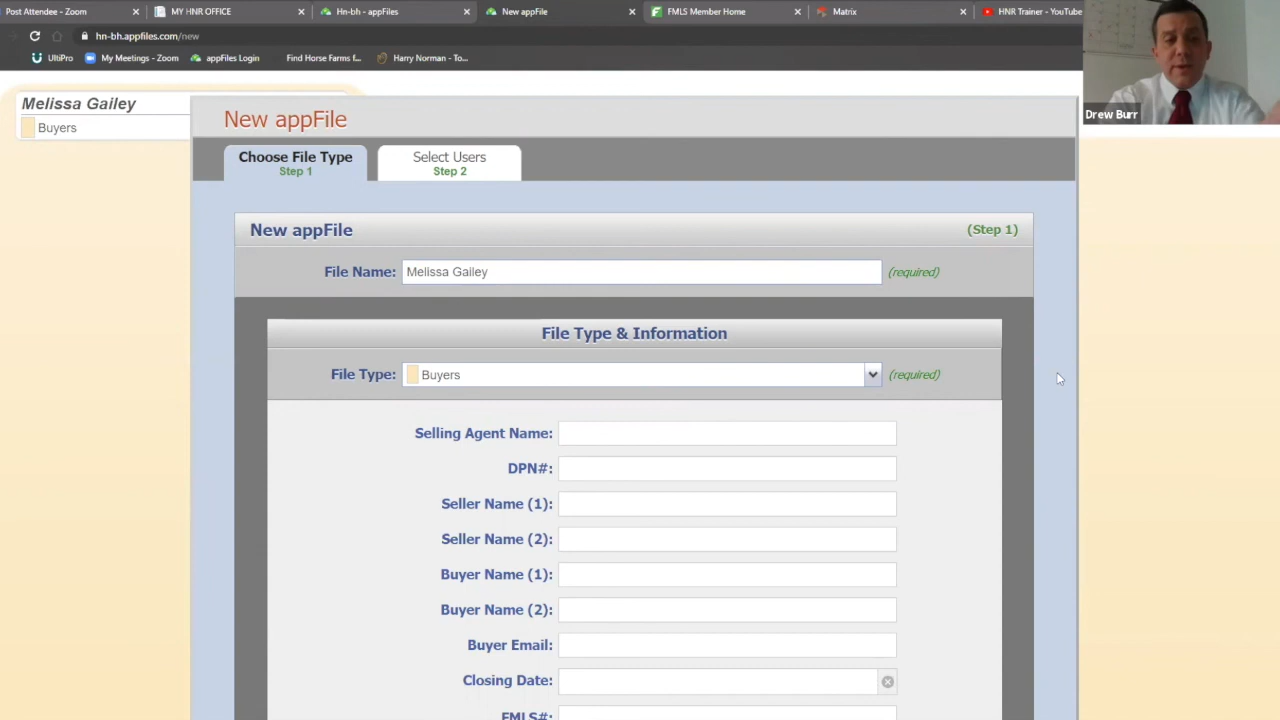 Post Attendee - Zoom
MY HNR OFFICE
Hn-bh - appFiles
New appFile
FMLS Member Home
Matrix
HNR Trainer - YouTube
hn-bh.appfiles.com/new
UltiPro
My Meetings - Zoom
appFiles Login
Find Horse Farms f...
Harry Norman - To...
Drew Burr
Melissa Gailey
Buyers
New appFile
Choose File Type
Step 1
Select Users
Step 2
New appFile
(Step 1)
File Name: Melissa Gailey (required)
File Type & Information
File Type: Buyers (required)
Selling Agent Name:
DPN#:
Seller Name (1):
Seller Name (2):
Buyer Name (1):
Buyer Name (2):
Buyer Email:
Closing Date:
FMLS#: